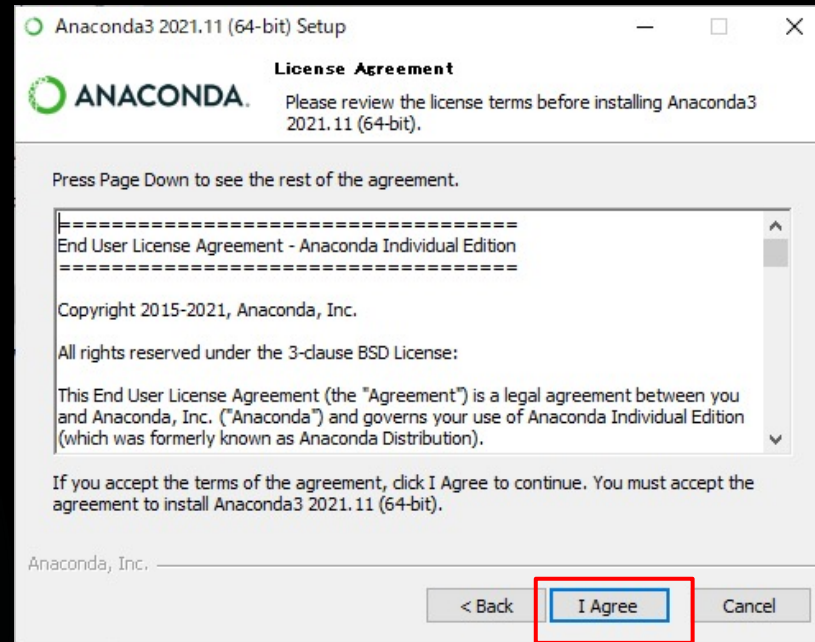 Anaconda3 2021.11 (64-bit) Setup
License Agreement
ANACONDA.
Please review the license terms before installing Anaconda3
2021.11 (64-bit).
Press Page Down to see the rest of the agreement.
===================================
End User License Agreement - Anaconda Individual Edition
===================================
Copyright 2015-2021, Anaconda, Inc.
All rights reserved under the 3-clause BSD License:
This End User License Agreement (the "Agreement") is a legal agreement between you
and Anaconda, Inc. ("Anaconda") and governs your use of Anaconda Individual Edition
(which was formerly known as Anaconda Distribution).
If you accept the terms of the agreement, click I Agree to continue. You must accept the
agreement to install Anaconda3 2021.11 (64-bit).
Anaconda, Inc.
< Back
I Agree
Cancel